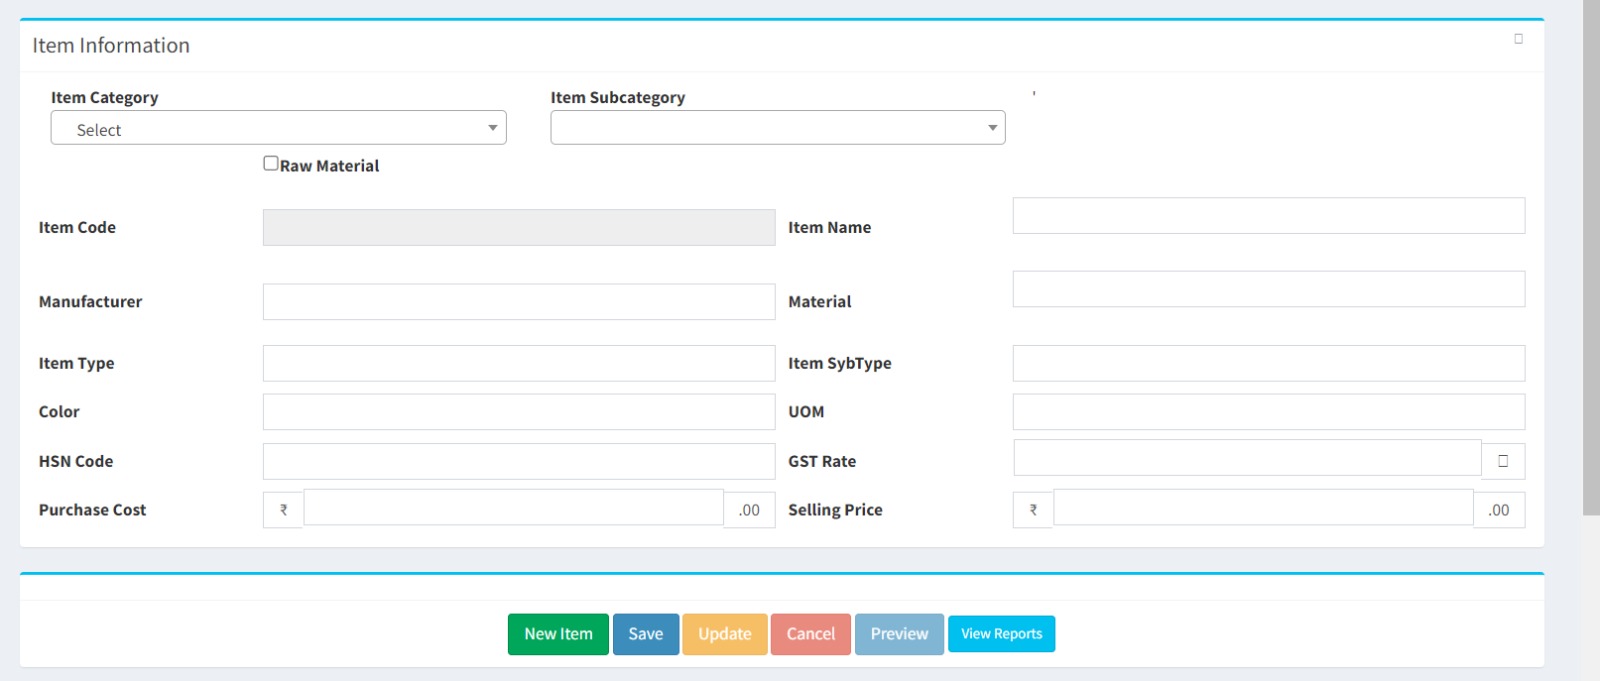 Item Information
Item Category Item Subcategory '
Select
Raw Material
Item Code Item Name
Manufacturer Material
Item Type Item SybType
Color UOM
HSN Code GST Rate
Purchase Cost ₹ .00 Selling Price ₹ .00
New Item Save Update Cancel Preview View Reports